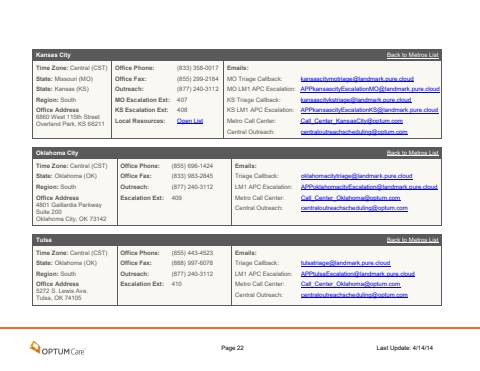 Kansas City Back to Metros List
Time Zone: Central (CST) Office Phone: (833) 358-0017 Emails:
State: Missouri (MO) Office Fax: (855) 299-2184 MO Triage Callback: kansascitymotriage@landmark.pure.cloud
State: Kansas (KS) Outreach: (877) 240-3112 MO LM1 APC Escalation: APPkansascityEscalationMO@landmark.pure.cloud
Region: South MO Escalation Ext: 407 KS Triage Callback: kansascitykstriage@landmark.pure.cloud
Office Address KS Escalation Ext: 408 KS LM1 APC Escalation: APPkansascityEscalationKS@landmark.pure.cloud
6860 West 115th Street Local Resources: Open List Metro Call Center: Call_Center_KansasCity@optum.com
Overland Park, KS 66211
Central Outreach: centraloutreachscheduling@optum.com
Oklahoma City Back to Metros List
Time Zone: Central (CST) Office Phone: (855) 696-1424 Emails:
State: Oklahoma (OK) Office Fax: (833) 983-2845 Triage Callback: oklahomacitytriage@landmark.pure.cloud
Region: South Outreach: (877) 240-3112 LM1 APC Escalation: APPoklahomacityEscalation@landmark.pure.cloud
Office Address Escalation Ext: 409 Metro Call Center: Call_Center_Oklahoma@optum.com
4801 Gaillardia Parkway Central Outreach: centraloutreachscheduling@optum.com
Suite 200
Oklahoma City, OK 73142
Tulsa Back to Metros List
Time Zone: Central (CST) Office Phone: (855) 443-4523 Emails:
State: Oklahoma (OK) Office Fax: (888) 997-6078 Triage Callback: tulsatriage@landmark.pure.cloud
Region: South Outreach: (877) 240-3112 LM1 APC Escalation: APPtulsaEscalation@landmark.pure.cloud
Office Address Escalation Ext: 410 Metro Call Center: Call_Center_Oklahoma@optum.com
5272 S. Lewis Ave. Central Outreach: centraloutreachscheduling@optum.com
Tulsa, OK 74105
OPTUMCare Page 22 Last Update: 4/14/14